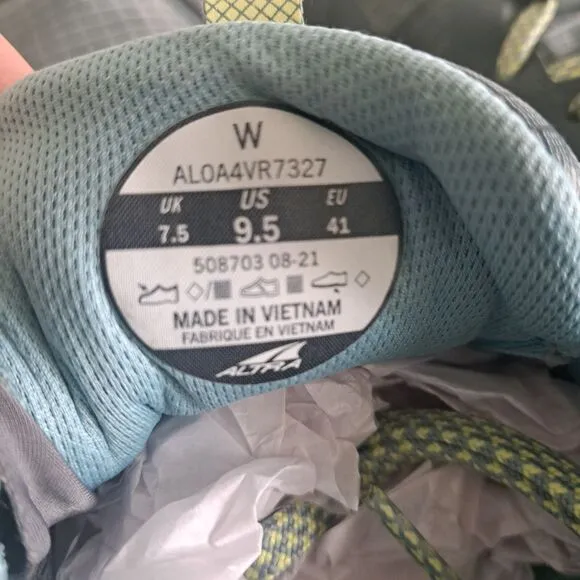 W
AL0A4VR7327
UK US EU
7.5 9.5 41
508703 08-21
MADE IN VIETNAM
FABRIQUE EN VIETNAM
ALTRA